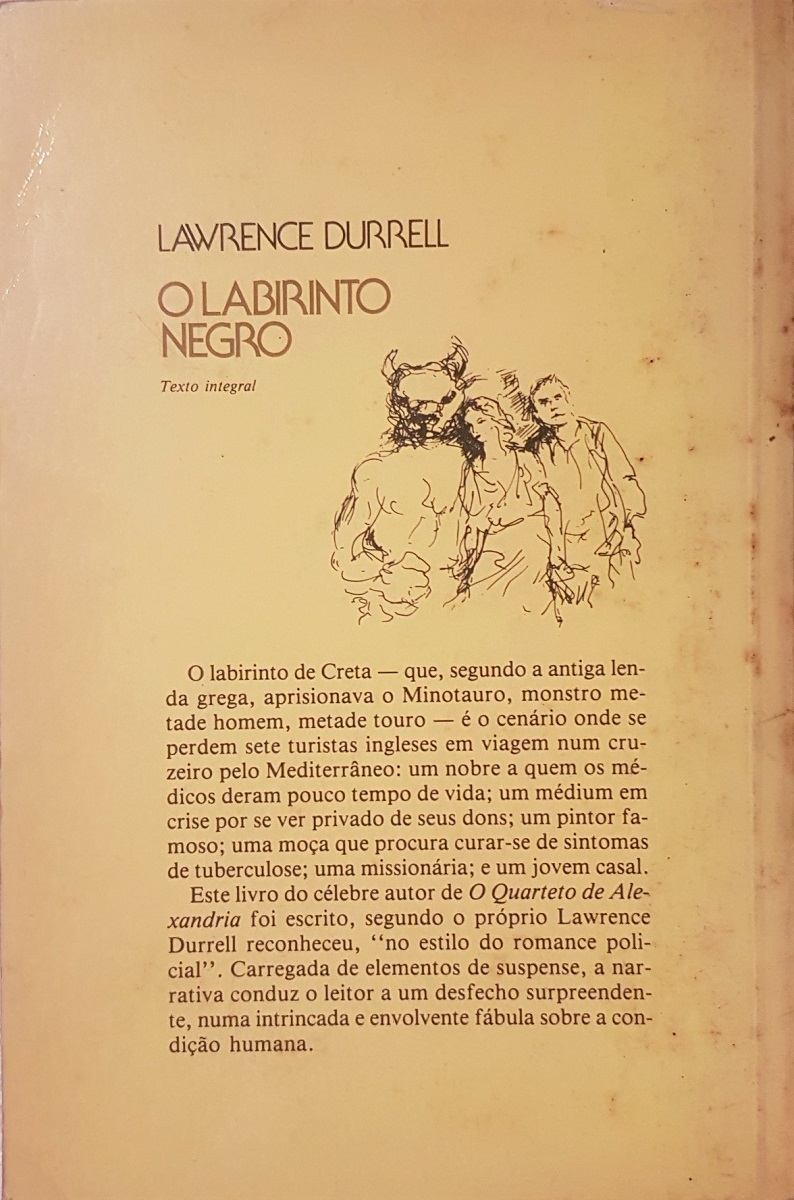 LAWRENCE DURRELL
O LABIRINTO
NEGRO
Texto integral
O labirinto de Creta — que, segundo a antiga len-
da grega, aprisionava o Minotauro, monstro me-
tade homem, metade touro — é o cenário onde se
perdem sete turistas ingleses em viagem num cru-
zeiro pelo Mediterrâneo: um nobre a quem os mé-
dicos deram pouco tempo de vida; um médium em
crise por se ver privado de seus dons; um pintor fa-
moso; uma moça que procura curar-se de sintomas
de tuberculose; uma missionária; e um jovem casal.
Este livro do célebre autor de O Quarteto de Ale-
xandria foi escrito, segundo o próprio Lawrence
Durrell reconheceu, “no estilo do romance poli-
cial”. Carregada de elementos de suspense, a nar-
rativa conduz o leitor a um desfecho surpreenden-
te, numa intrincada e envolvente fábula sobre a con-
dição humana.